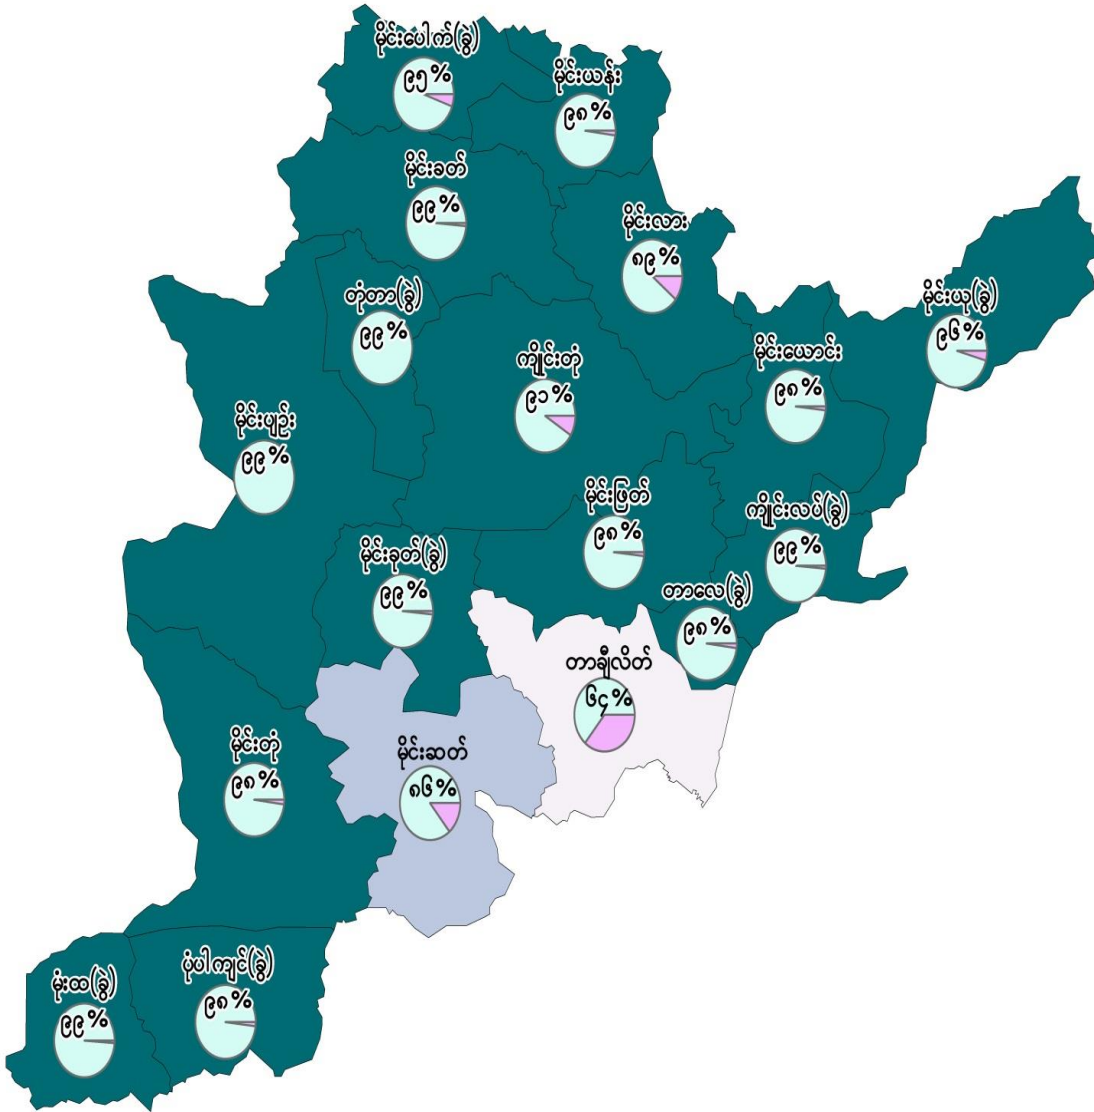 မိုင်းပေါက်(ခွဲ)
၉၅%
မိုင်းယန်း
၉၈%
မိုင်းခတ်
၉၉%
မိုင်းလား
၈၉%
တုံတာ(ခွဲ)
၉၉%
မိုင်းယု(ခွဲ)
၉၆%
ကျိုင်းတုံ
၉၁%
မိုင်းယောင်း
၉၈%
မိုင်းပျဉ်း
၉၉%
မိုင်းဖြတ်
၉၈%
ကျိုင်းလပ်(ခွဲ)
၉၉%
မိုင်းခုတ်(ခွဲ)
၉၉%
တာလေ(ခွဲ)
၉၈%
တာချီလိတ်
၆၄%
မိုင်းတုံ
၉၈%
မိုင်းဆတ်
၈၆%
ပုံပါကျင်(ခွဲ)
၉၈%
မုံးထ(ခွဲ)
၉၉%